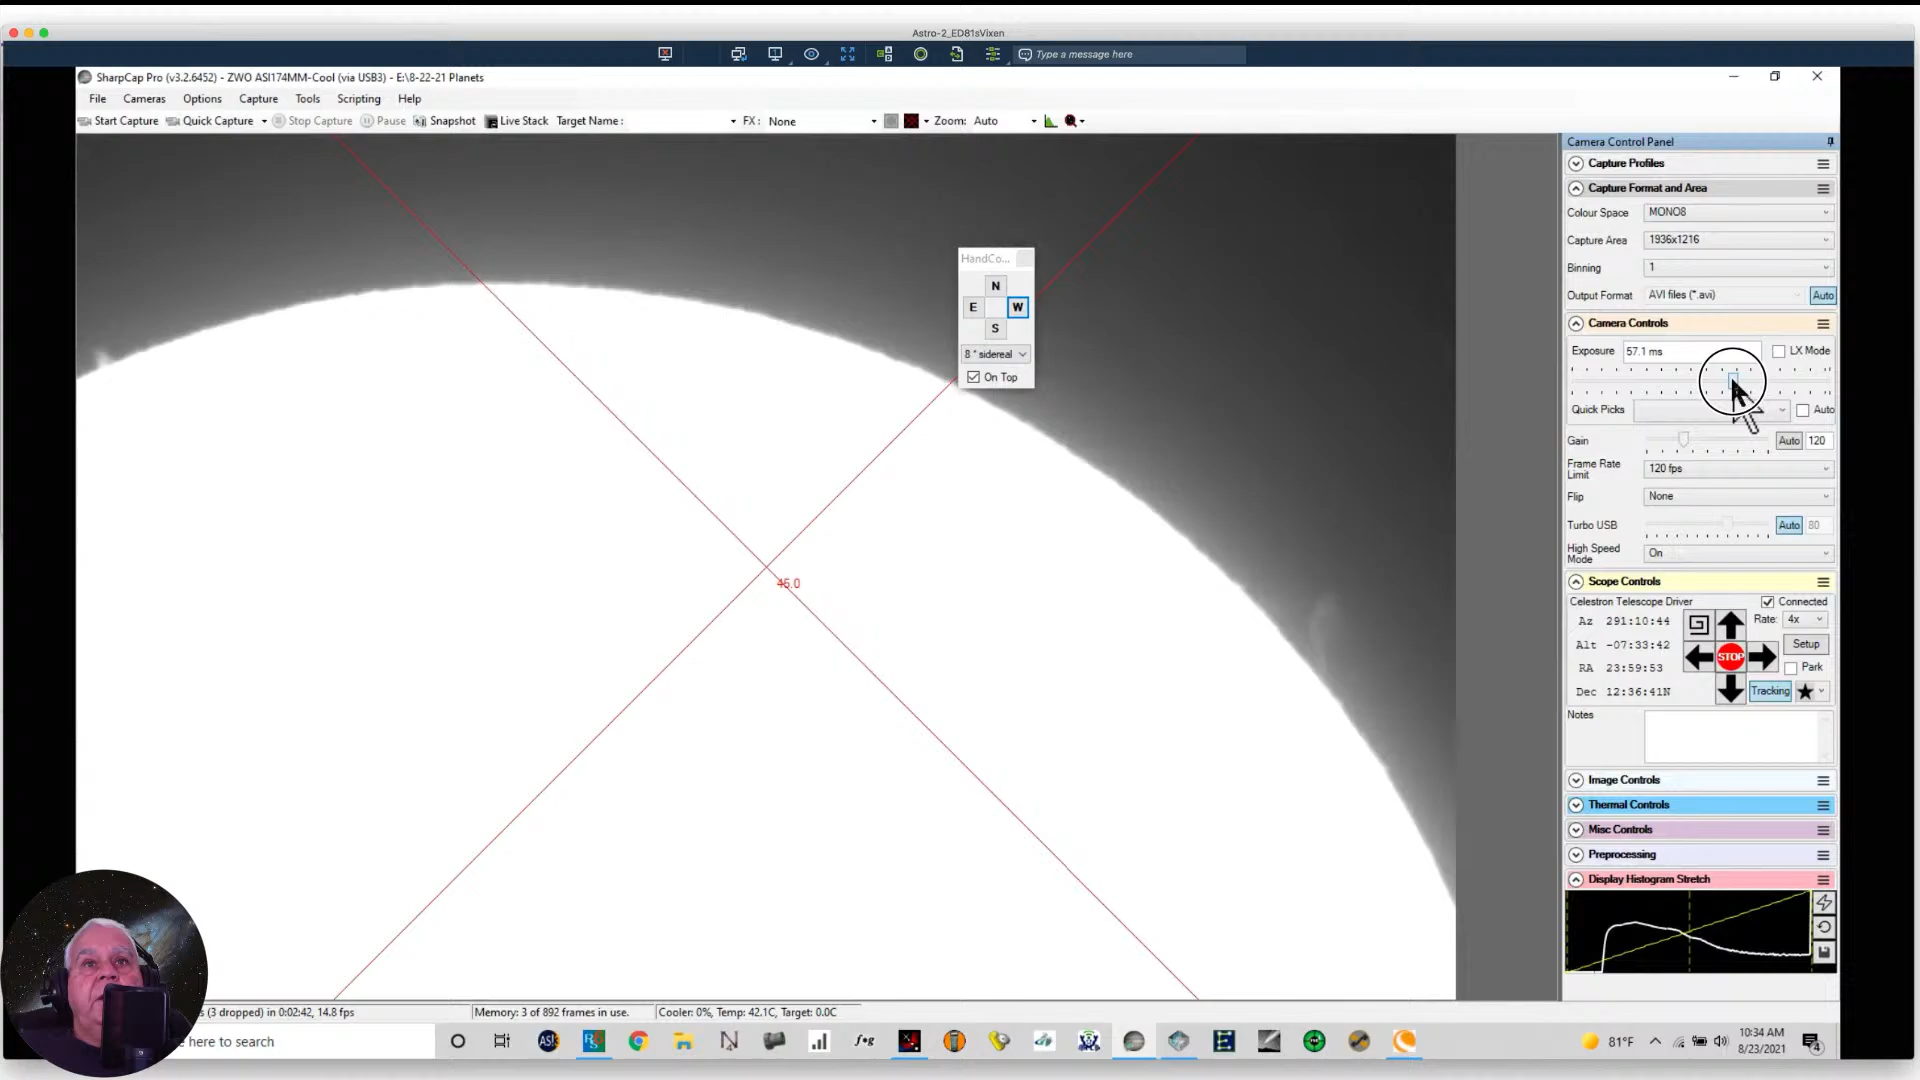 Astro-2_ED81sVixen
Type a message here
SharpCap Pro (v3.2.6452) - ZWO ASI174MM-Cool (via USB3) - E:\8-22-21 Planets
File Cameras Options Capture Tools Scripting Help
Start Capture Quick Capture Stop Capture Pause Snapshot Live Stack Target Name : FX : None Zoom: Auto
Camera Control Panel
Capture Profiles
Capture Format and Area
Colour Space MONO8
Capture Area 1936x1216
Binning 1
Output Format AVI files (*.avi) Auto
Camera Controls
Exposure 57.1 ms LX Mode
Quick Picks Auto
Gain Auto 120
Frame Rate Limit 120 fps
Flip None
Turbo USB Auto 80
High Speed Mode On
Scope Controls
Celestron Telescope Driver Connected
Az 291:10:44 Rate: 4x
Alt -07:33:42 STOP Setup
RA 23:59:53 Park
Dec 12:36:41N Tracking
Notes
Image Controls
Thermal Controls
Misc Controls
Preprocessing
Display Histogram Stretch
HandCo...
N
E W
S
8 * sidereal
On Top
45.0
(3 dropped) in 0:02:42, 14.8 fps Memory: 3 of 892 frames in use. Cooler: 0%, Temp: 42.1C, Target: 0.0C
here to search
81°F
10:34 AM
8/23/2021
4